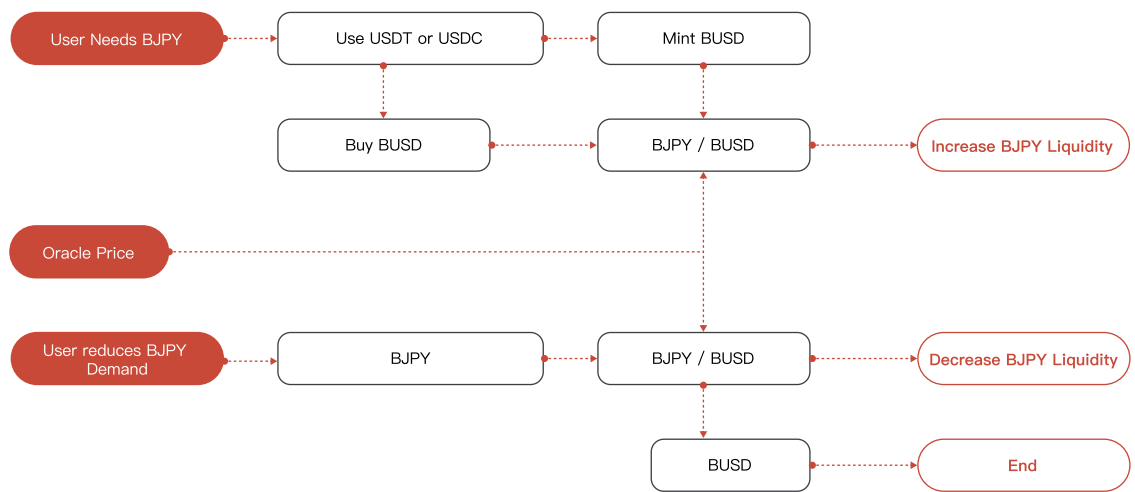 User Needs BJPY
Use USDT or USDC
Mint BUSD
Buy BUSD
BJPY / BUSD
Increase BJPY Liquidity
Oracle Price
User reduces BJPY
Demand
BJPY
BJPY / BUSD
Decrease BJPY Liquidity
BUSD
End